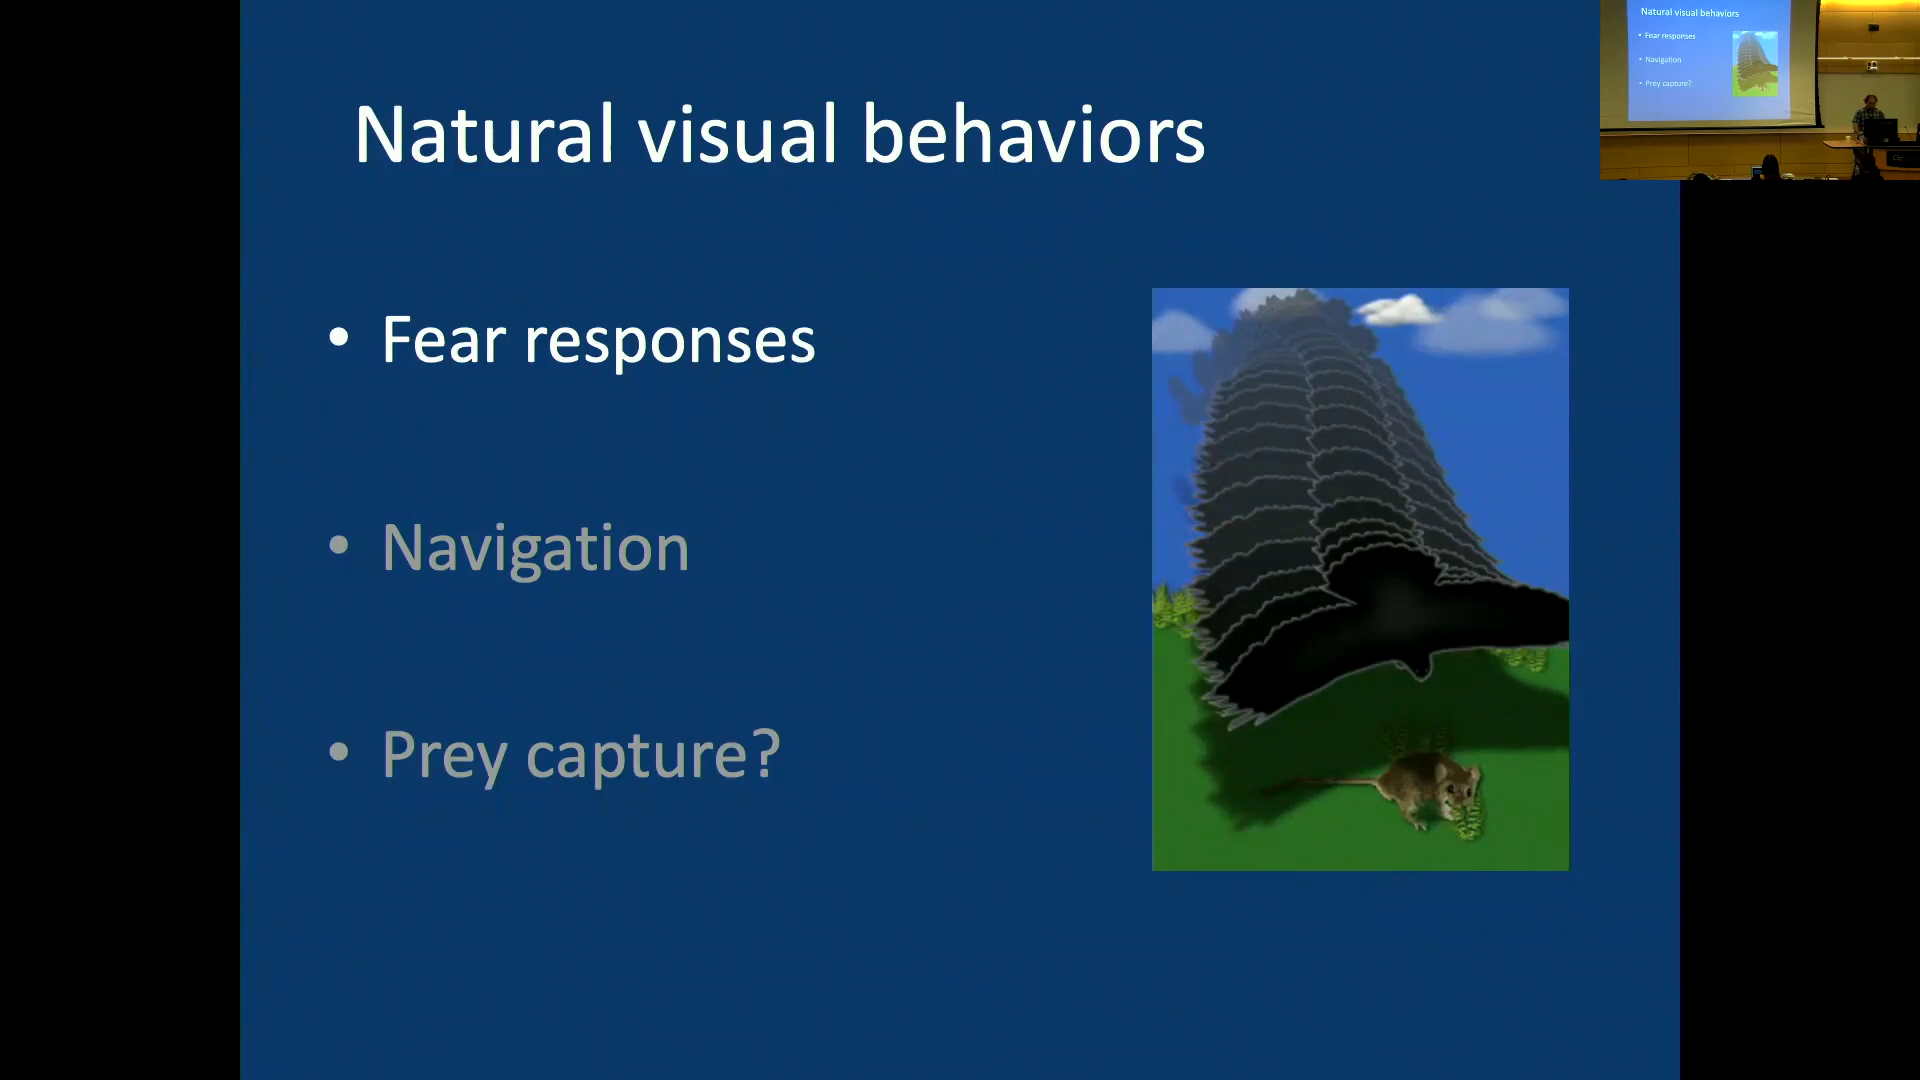 Natural visual behaviors
• Fear responses
• Navigation
• Prey capture?
Natural visual behaviors
• Fear responses
• Navigation
• Prey capture?